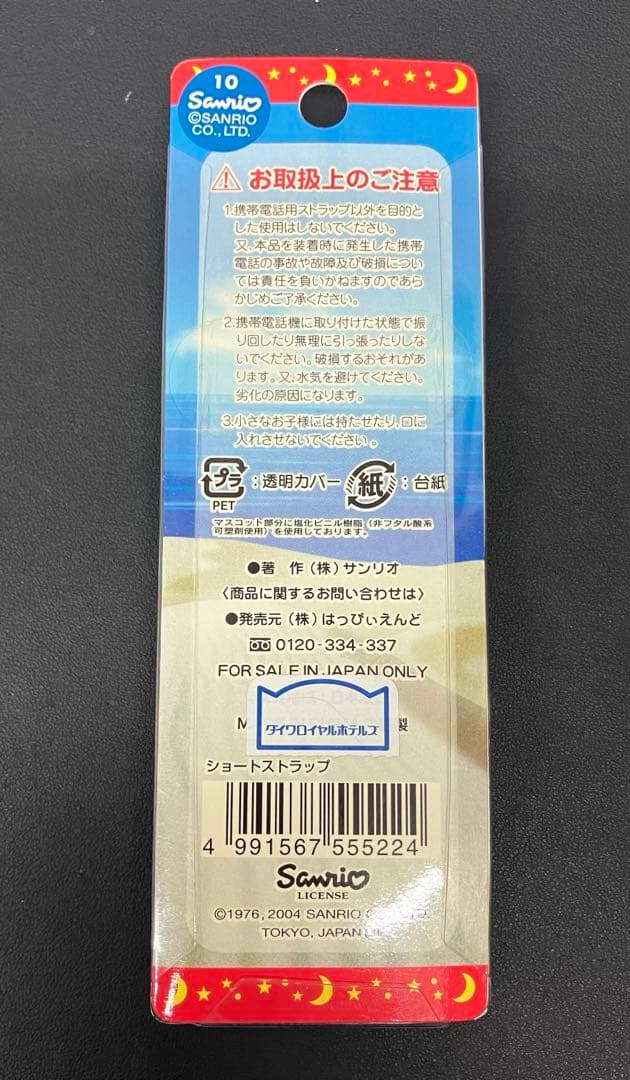 10
Sanrio
©SANRIO
CO., LTD.
お取扱上のご注意
1.携帯電話用ストラップ以外を目的と
した使用はしないでください。
又、本品を装着時に発生した携帯
電話の事故や故障及び破損につい
ては責任を負いかねますのであら
かじめご了承ください。
2.携帯電話機に取り付けた状態で振
り回したり無理に引っ張ったりしな
いでください。破損するおそれがあ
ります。又、水気を避けてください。
劣化の原因になります。
3.小さなお子様には持たせたり、口に
入れさせないでください。
プラ :透明カバー 紙 :台紙
PET
マスコット部分に塩化ビニル樹脂（非フタル酸系
可塑剤使用）を使用しております。
●著 作（株）サンリオ
〈商品に関するお問い合わせは〉
●発売元（株）はっぴぃえんど
0120-334-337
FOR SALE IN JAPAN ONLY
M 製
ダイワロイヤルホテルズ
ショートストラップ
4 991567 555224
Sanrio
LICENSE
©1976, 2004 SANRIO CO., LTD.
TOKYO, JAPAN